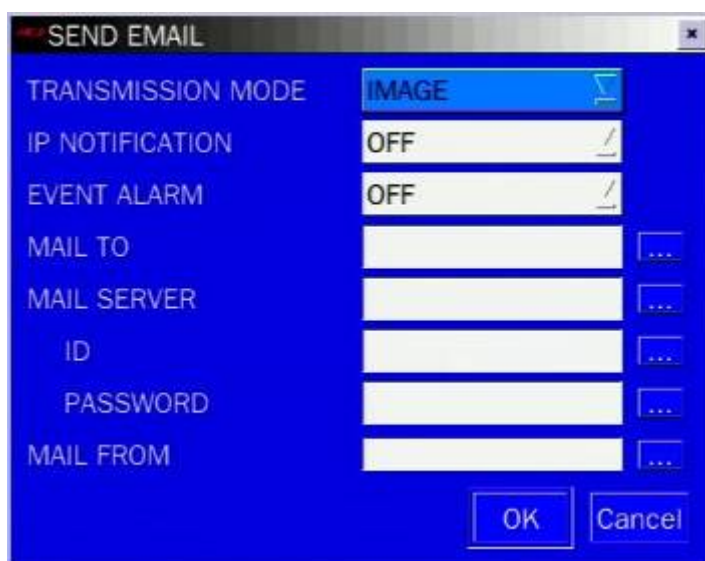 SEND EMAIL
TRANSMISSION MODE IMAGE
IP NOTIFICATION OFF
EVENT ALARM OFF
MAIL TO ...
MAIL SERVER ...
ID ...
PASSWORD ...
MAIL FROM ...
OK Cancel